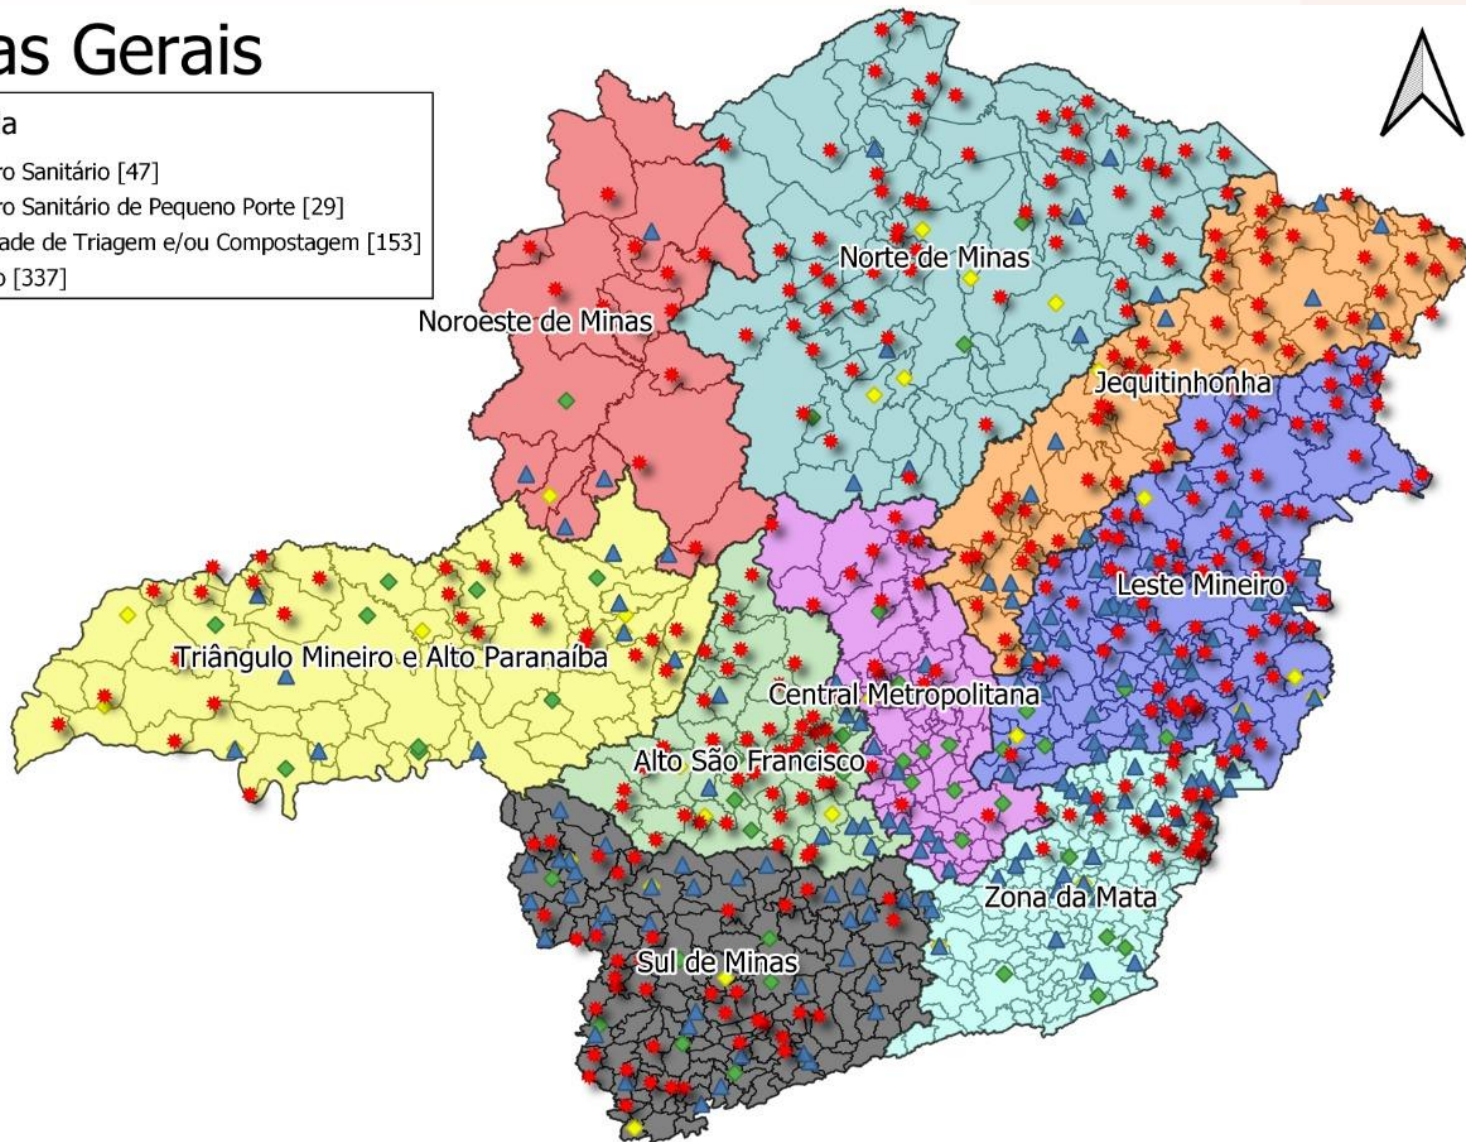 as Gerais
a
ro Sanitário [47]
ro Sanitário de Pequeno Porte [29]
ade de Triagem e/ou Compostagem [153]
o [337]
Norte de Minas
Noroeste de Minas
Jequitinhonha
Leste Mineiro
Triângulo Mineiro e Alto Paranaíba
Central Metropolitana
Alto São Francisco
Zona da Mata
Sul de Minas